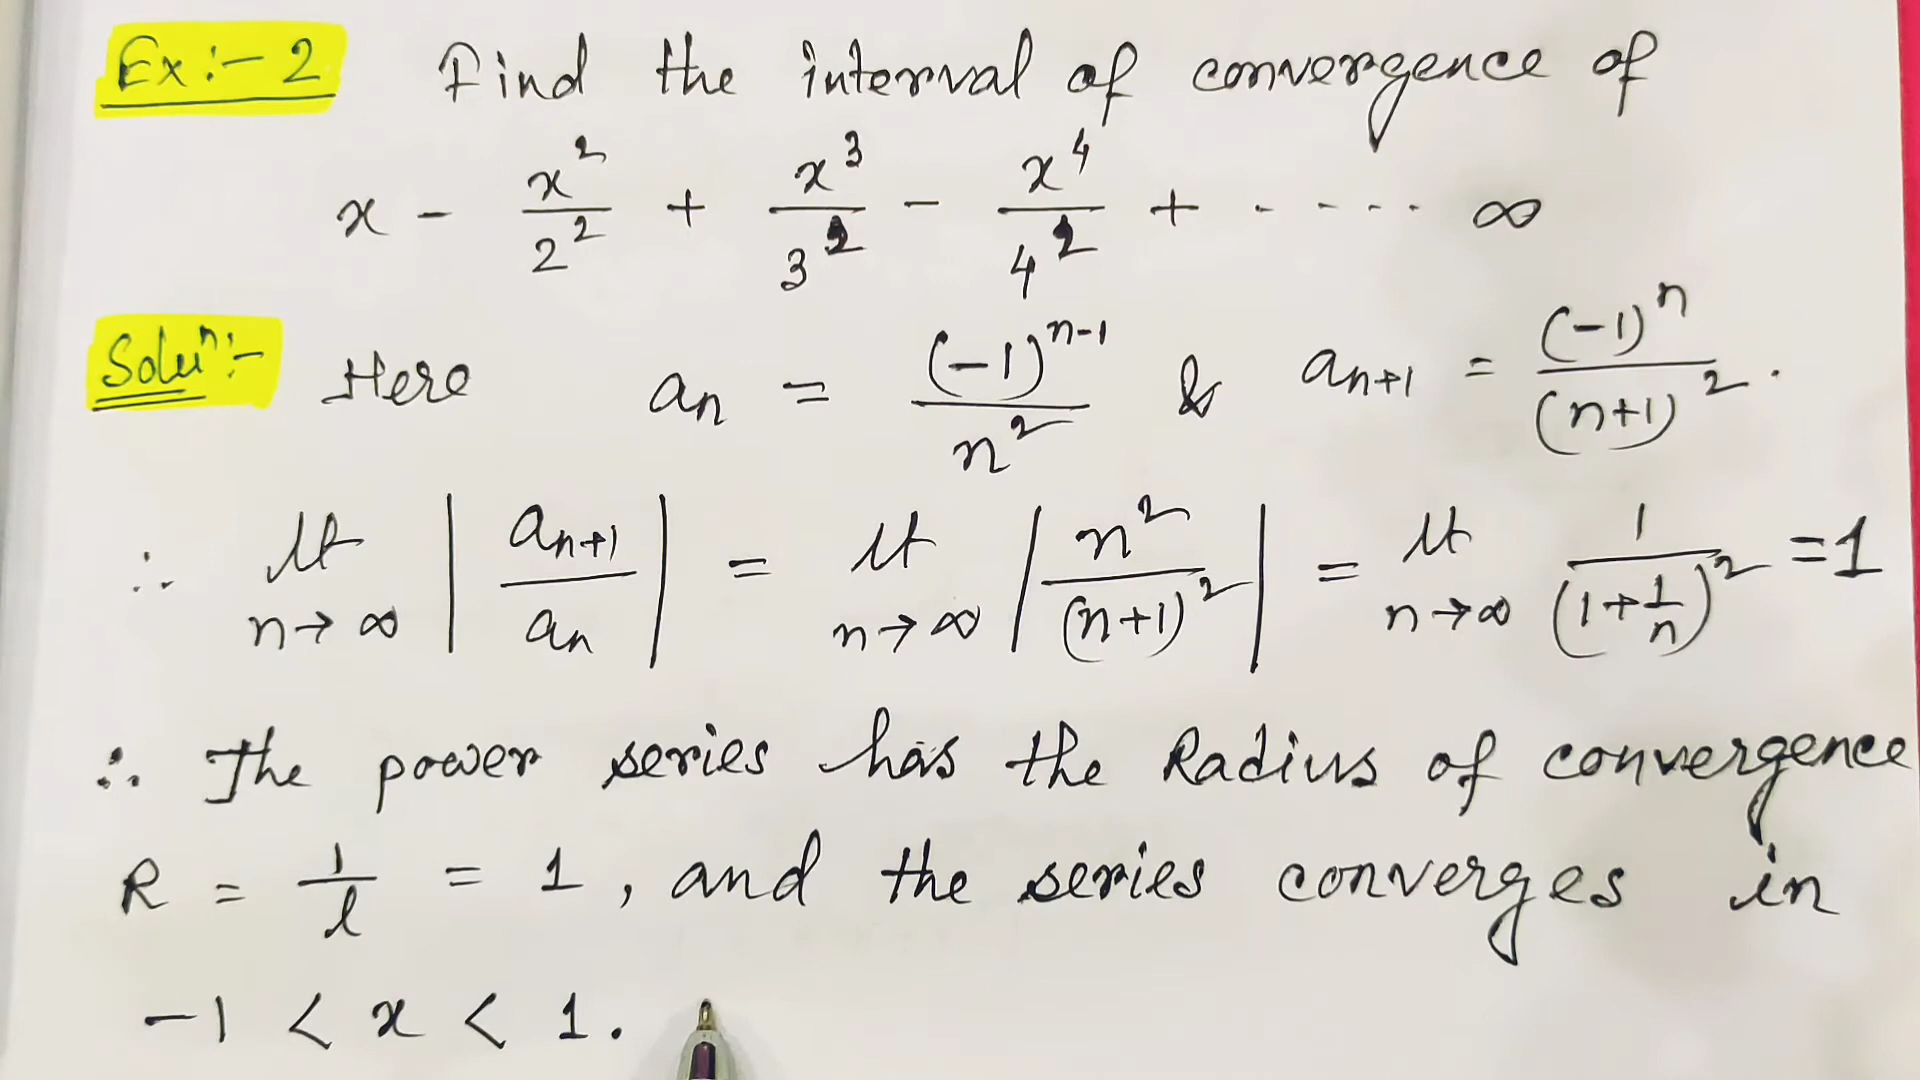 Ex:- 2 Find the interval of convergence of
x - x²/2² + x³/3² - x⁴/4² + - - - - - ∞
Soluⁿ:- Here aₙ = (-1)ⁿ⁻¹/n² & aₙ₊₁ = (-1)ⁿ/(n+1)².
∴ lt n→∞ |aₙ₊₁/aₙ| = lt n→∞ |n²/(n+1)²| = lt n→∞ 1/(1+1/n)² = 1
∴ The power series has the Radius of convergence
R = 1/l = 1, and the series converges in
-1 < x < 1.